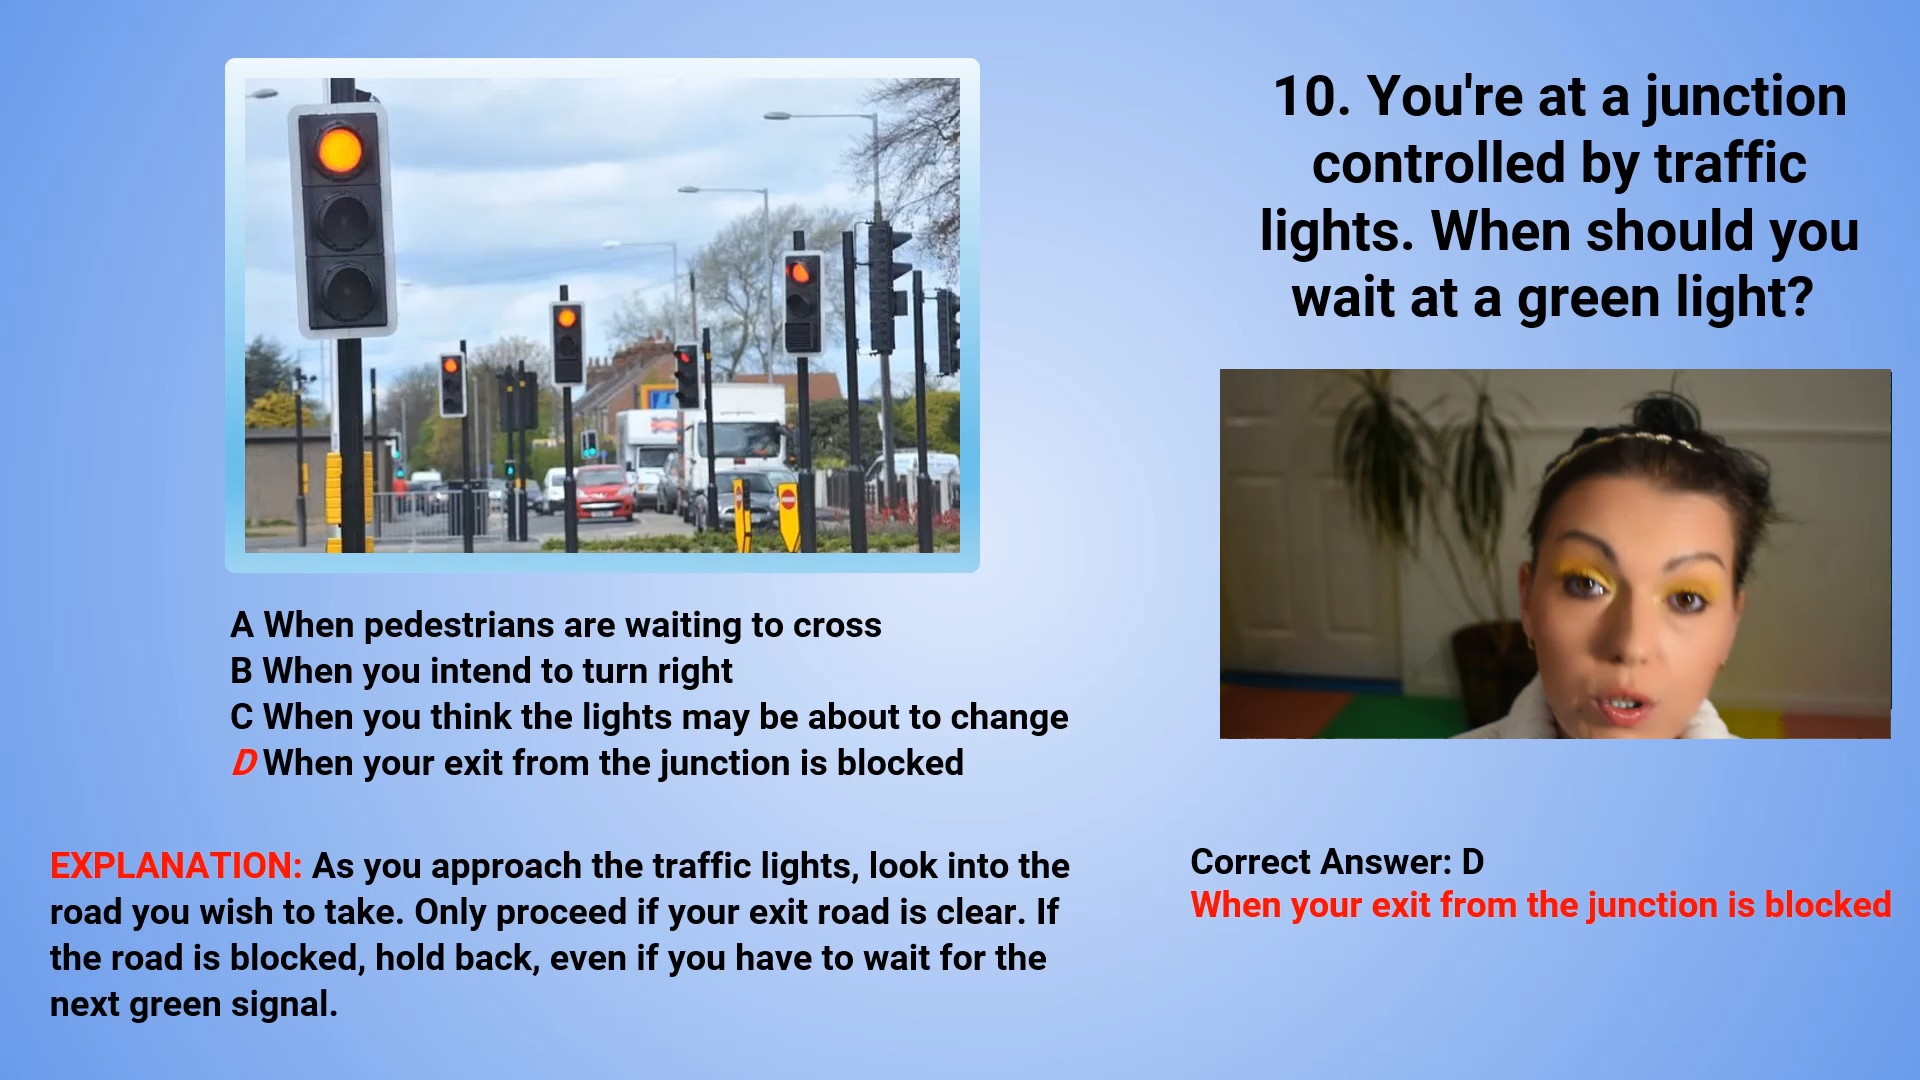 10. You're at a junction
controlled by traffic
lights. When should you
wait at a green light?
A When pedestrians are waiting to cross
B When you intend to turn right
C When you think the lights may be about to change
D When your exit from the junction is blocked
EXPLANATION: As you approach the traffic lights, look into the
road you wish to take. Only proceed if your exit road is clear. If
the road is blocked, hold back, even if you have to wait for the
next green signal.
Correct Answer: D
When your exit from the junction is blocked